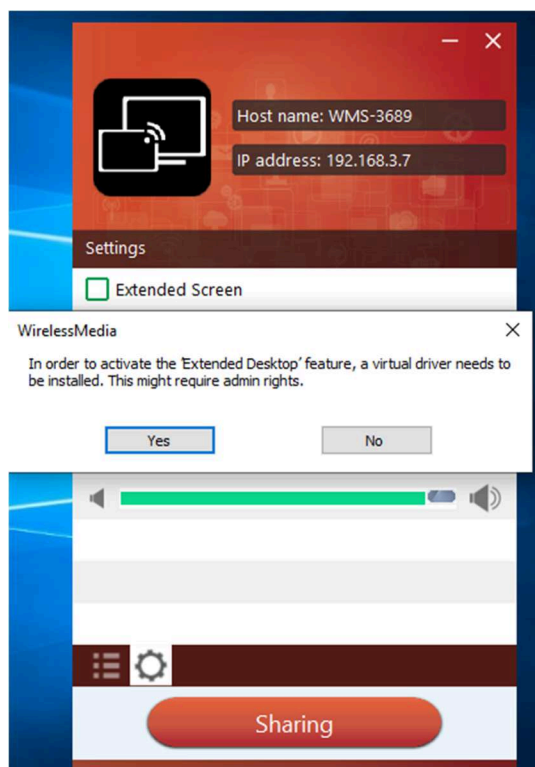 Host name: WMS-3689
IP address: 192.168.3.7
Settings
Extended Screen
WirelessMedia
In order to activate the 'Extended Desktop' feature, a virtual driver needs to
be installed. This might require admin rights.
Yes
No
Sharing